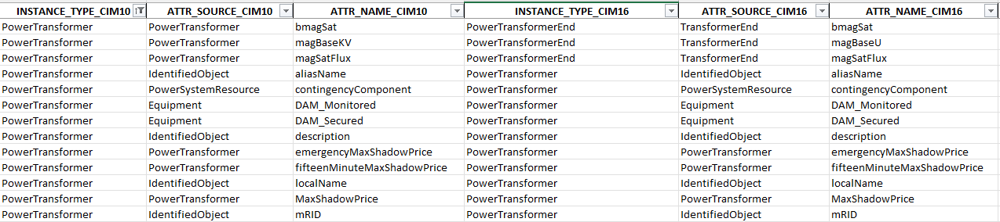 INSTANCE_TYPE_CIM10 ATTR_SOURCE_CIM10 ATTR_NAME_CIM10 INSTANCE_TYPE_CIM16 ATTR_SOURCE_CIM16 ATTR_NAME_CIM16
PowerTransformer PowerTransformer bmagSat PowerTransformerEnd TransformerEnd bmagSat
PowerTransformer PowerTransformer magBaseKV PowerTransformerEnd TransformerEnd magBaseU
PowerTransformer PowerTransformer magSatFlux PowerTransformerEnd TransformerEnd magSatFlux
PowerTransformer IdentifiedObject aliasName PowerTransformer IdentifiedObject aliasName
PowerTransformer PowerSystemResource contingencyComponent PowerTransformer PowerSystemResource contingencyComponent
PowerTransformer Equipment DAM_Monitored PowerTransformer Equipment DAM_Monitored
PowerTransformer Equipment DAM_Secured PowerTransformer Equipment DAM_Secured
PowerTransformer IdentifiedObject description PowerTransformer IdentifiedObject description
PowerTransformer PowerTransformer emergencyMaxShadowPrice PowerTransformer PowerTransformer emergencyMaxShadowPrice
PowerTransformer PowerTransformer fifteenMinuteMaxShadowPrice PowerTransformer PowerTransformer fifteenMinuteMaxShadowPrice
PowerTransformer IdentifiedObject localName PowerTransformer IdentifiedObject localName
PowerTransformer PowerTransformer MaxShadowPrice PowerTransformer PowerTransformer MaxShadowPrice
PowerTransformer IdentifiedObject mRID PowerTransformer IdentifiedObject mRID